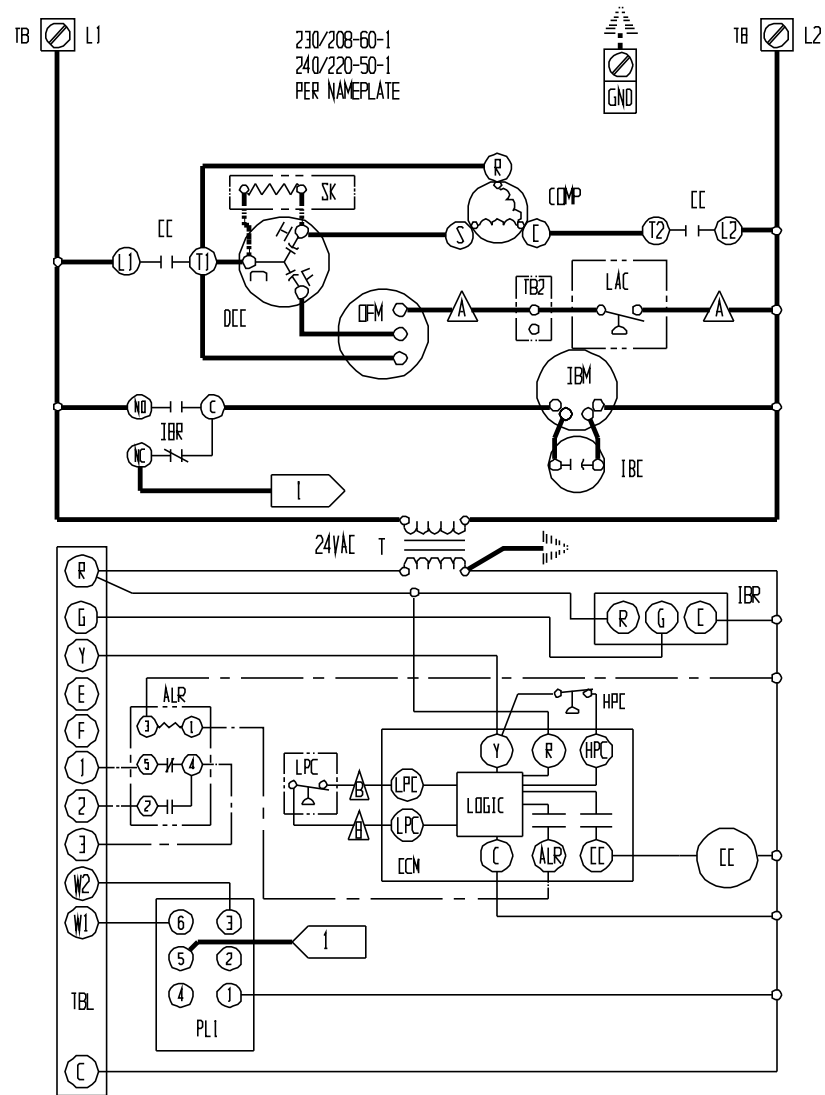 TB L1
230/208-60-1
240/220-50-1
PER NAMEPLATE
GND
TB L2
R
SK
COMP
CC
CC
H
S C T2 L2
L1 T1 C
F
DCC
OFM
A
TB2
LAC
A
IBM
NO C
IBR
NC
1
IBC
24VAC T
R
IBR
G
R G C
Y
E
ALR
HPC
F
3 1
Y R HPC
1
5 4
LPC
B
LPC
LOGIC
2
2
B
LPC
3
CCM
C ALR CC
CC
W2
W1
6 3
1
5 2
4 1
TBL
PL1
C